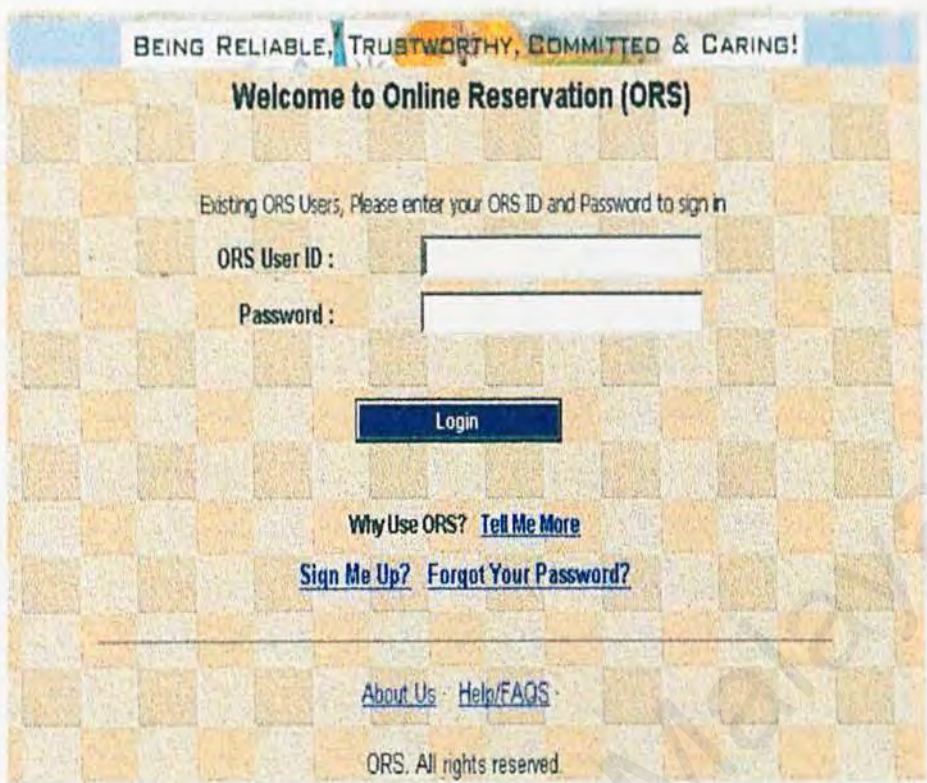 BEING RELIABLE, TRUSTWORTHY, COMMITTED & CARING!
Welcome to Online Reservation (ORS)
Existing ORS Users, Please enter your ORS ID and Password to sign in
ORS User ID :
Password :
Login
Why Use ORS? Tell Me More
Sign Me Up? Forgot Your Password?
About Us · Help/FAQS ·
ORS. All rights reserved.
Malaya